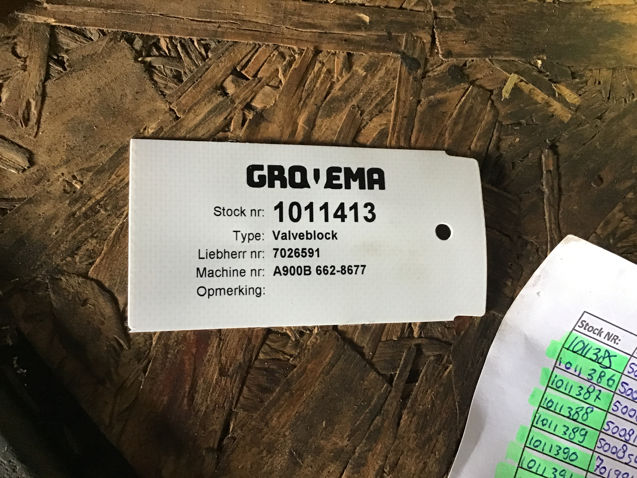 GROVEMA
Stock nr: 1011413
Type: Valveblock
Liebherr nr: 7026591
Machine nr: A900B 662-8677
Opmerking:
Stock NR:
1011385
1011386
1011387
1011388
1011389
1011390